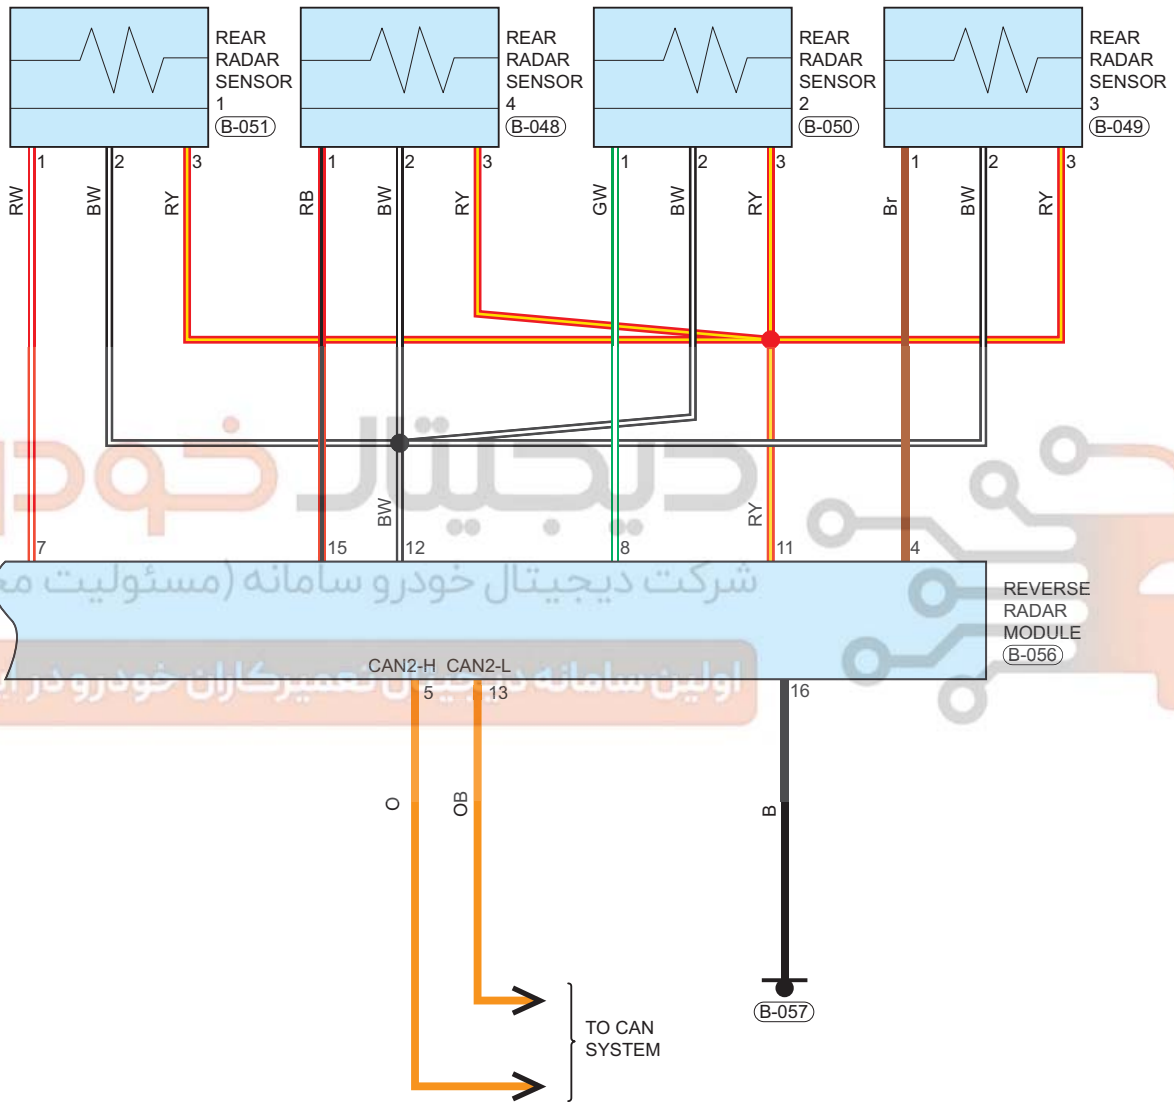 REAR
RADAR
SENSOR
1
B-051
REAR
RADAR
SENSOR
4
B-048
REAR
RADAR
SENSOR
2
B-050
REAR
RADAR
SENSOR
3
B-049
1 2 3 1 2 3 1 2 3 1 2 3
RW BW RY RB BW RY GW BW RY Br BW RY
دیجیتال خودر
BW RY
7 15 12 8 11 4
شرکت دیجیتال خودرو سامانه (مسئولیت
REVERSE
RADAR
MODULE
B-056
CAN2-H CAN2-L
اولین سامانه دیجیتال تعمیرکاران خودرو در
5 13 16
O OB B
B-057
TO CAN
SYSTEM